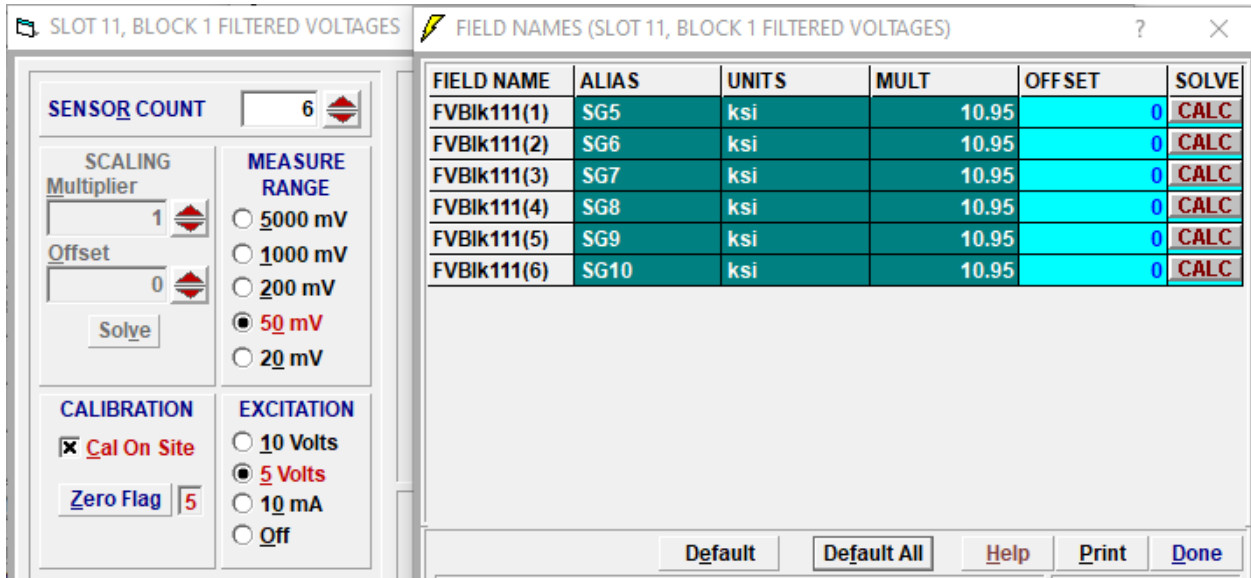 SLOT 11, BLOCK 1 FILTERED VOLTAGES
SENSOR COUNT 6
SCALING
Multiplier
1
Offset
0
Solve
MEASURE
RANGE
5000 mV
1000 mV
200 mV
50 mV
20 mV
CALIBRATION
Cal On Site
Zero Flag 5
EXCITATION
10 Volts
5 Volts
10 mA
Off
FIELD NAMES (SLOT 11, BLOCK 1 FILTERED VOLTAGES) ?
FIELD NAME ALIAS UNITS MULT OFFSET SOLVE
FVBlk111(1) SG5 ksi 10.95 0 CALC
FVBlk111(2) SG6 ksi 10.95 0 CALC
FVBlk111(3) SG7 ksi 10.95 0 CALC
FVBlk111(4) SG8 ksi 10.95 0 CALC
FVBlk111(5) SG9 ksi 10.95 0 CALC
FVBlk111(6) SG10 ksi 10.95 0 CALC
Default Default All Help Print Done